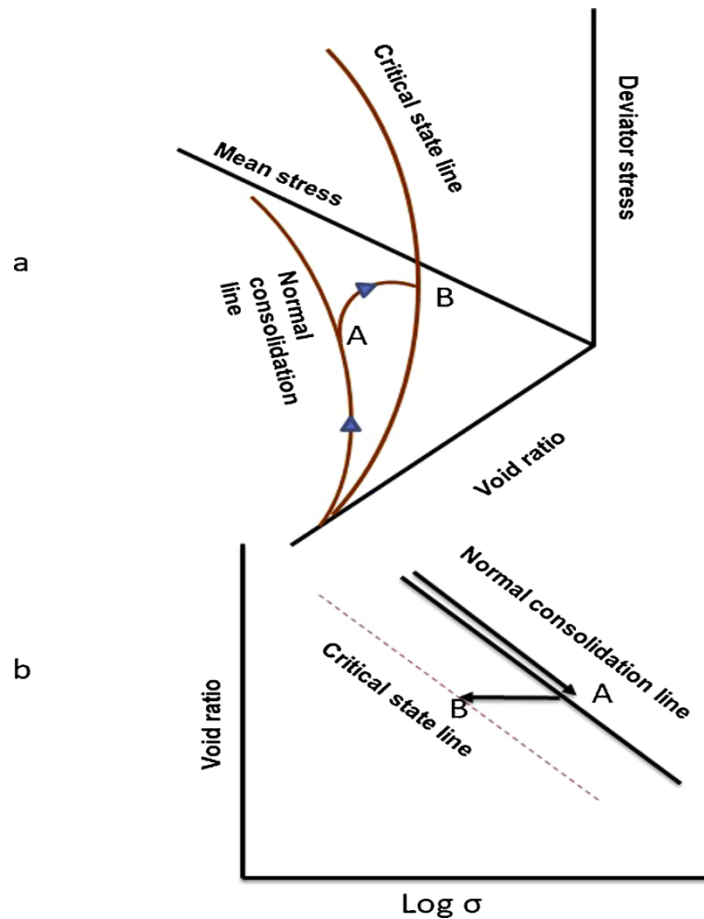 Critical state line
Deviator stress
Mean stress
a
Normal
consolidation
line
B
A
Void ratio
Normal consolidation line
b
Void ratio
Critical state line
A
B
Log σ